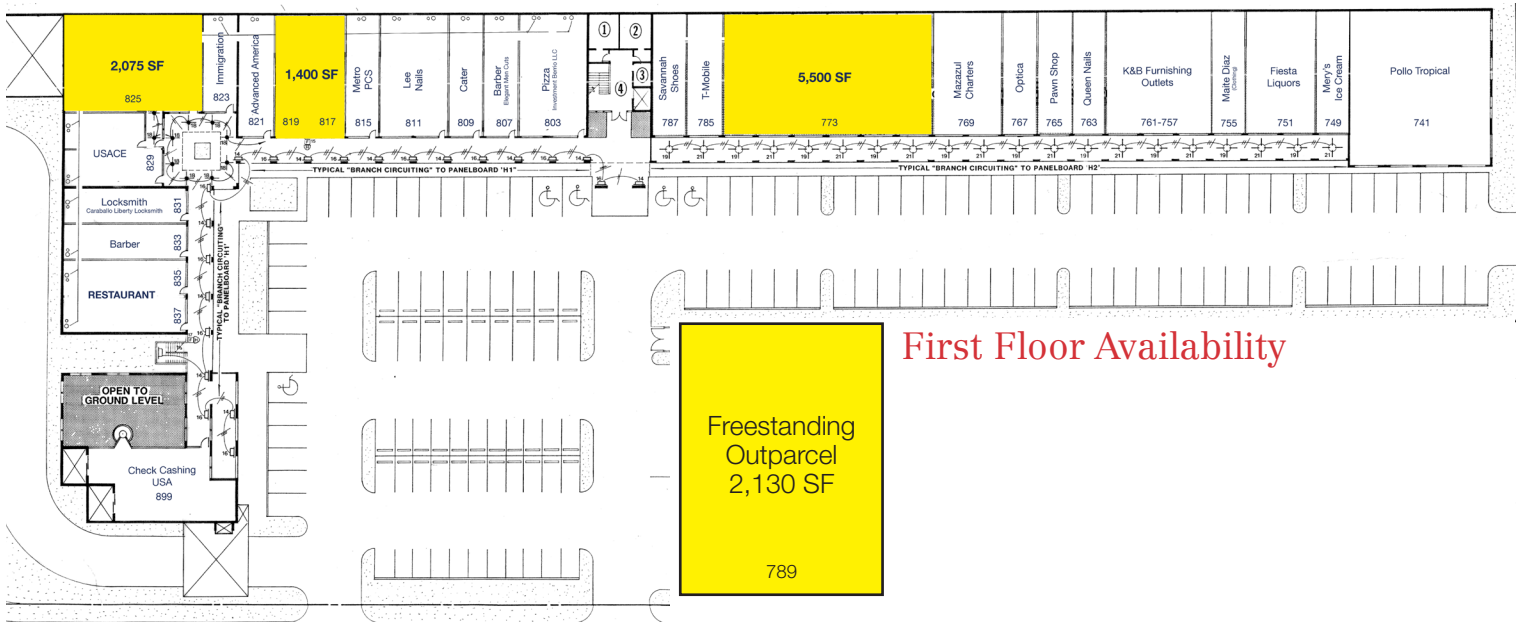 2,075 SF
825
Immigration
823
Advanced America
821
1,400 SF
819 817
Metro
PCS
815
Lee
Nails
811
Cater
809
Barber
Elegant Men Cuts
807
Pizza
Investment Berrio LLC
803
1
2
3
4
Savannah
Shoes
787
T-Mobile
785
5,500 SF
773
Mazazul
Charters
769
Optica
767
Pawn Shop
765
Queen Nails
763
K&B Furnishing
Outlets
761-757
Maite Diaz
(Clothing)
755
Fiesta
Liquors
751
Mery's
Ice Cream
749
Pollo Tropical
741
USACE
829
TYPICAL "BRANCH CIRCUITING" TO PANELBOARD 'H1"
TYPICAL "BRANCH CIRCUITING" TO PANELBOARD 'H2'
Locksmith
Caraballo Liberty Locksmith
831
Barber
833
835
RESTAURANT
837
TYPICAL "BRANCH CIRCUITING"
TO PANELBOARD 'H1'
OPEN TO
GROUND LEVEL
Check Cashing
USA
899
First Floor Availability
Freestanding
Outparcel
2,130 SF
789